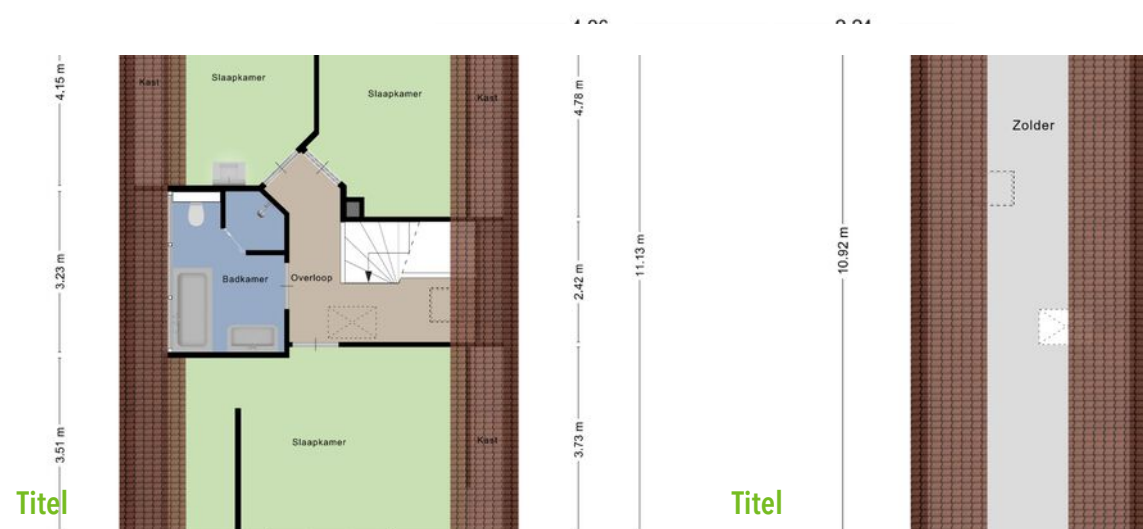 Kast
Slaapkamer
Slaapkamer
Kast
4.15 m
4.78 m
Zolder
3.23 m
Badkamer
Overloop
2.42 m
11.13 m
10.92 m
3.51 m
Slaapkamer
Kast
3.73 m
Titel
Titel